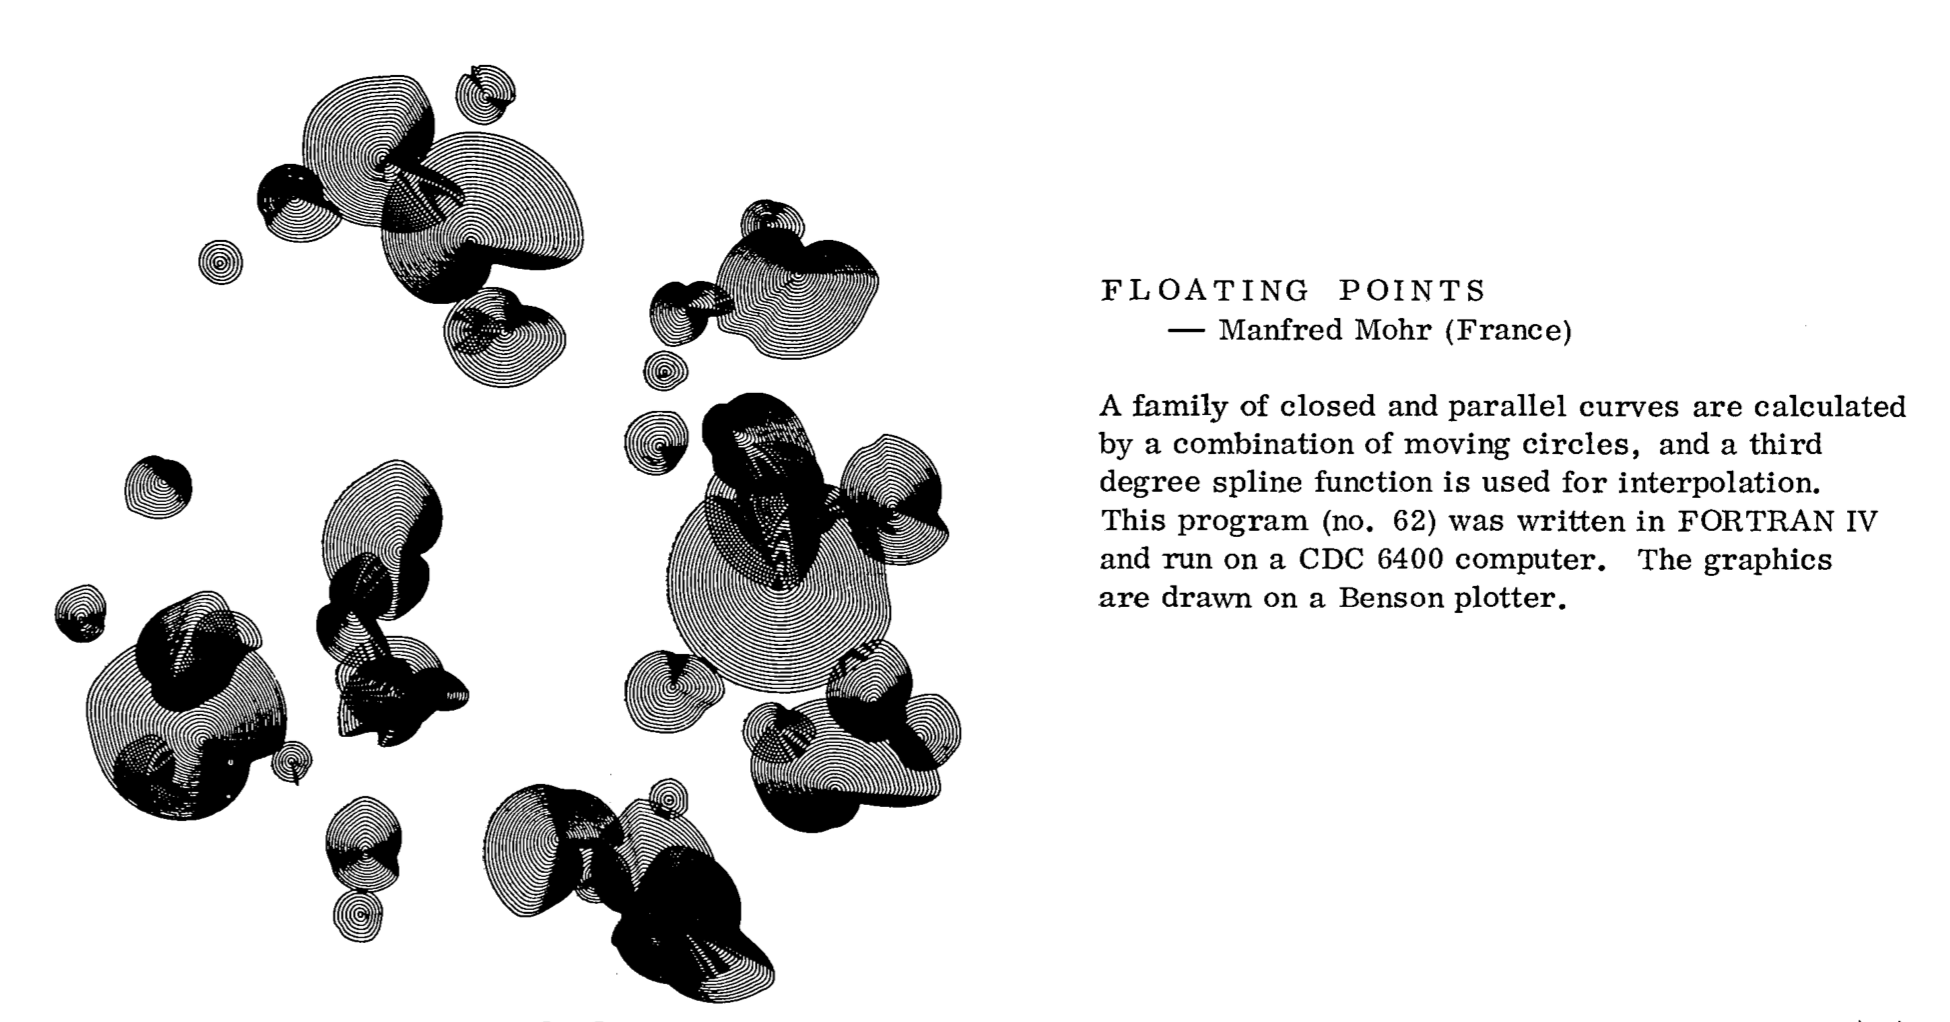 FLOATING POINTS
— Manfred Mohr (France)
A family of closed and parallel curves are calculated
by a combination of moving circles, and a third
degree spline function is used for interpolation.
This program (no. 62) was written in FORTRAN IV
and run on a CDC 6400 computer. The graphics
are drawn on a Benson plotter.